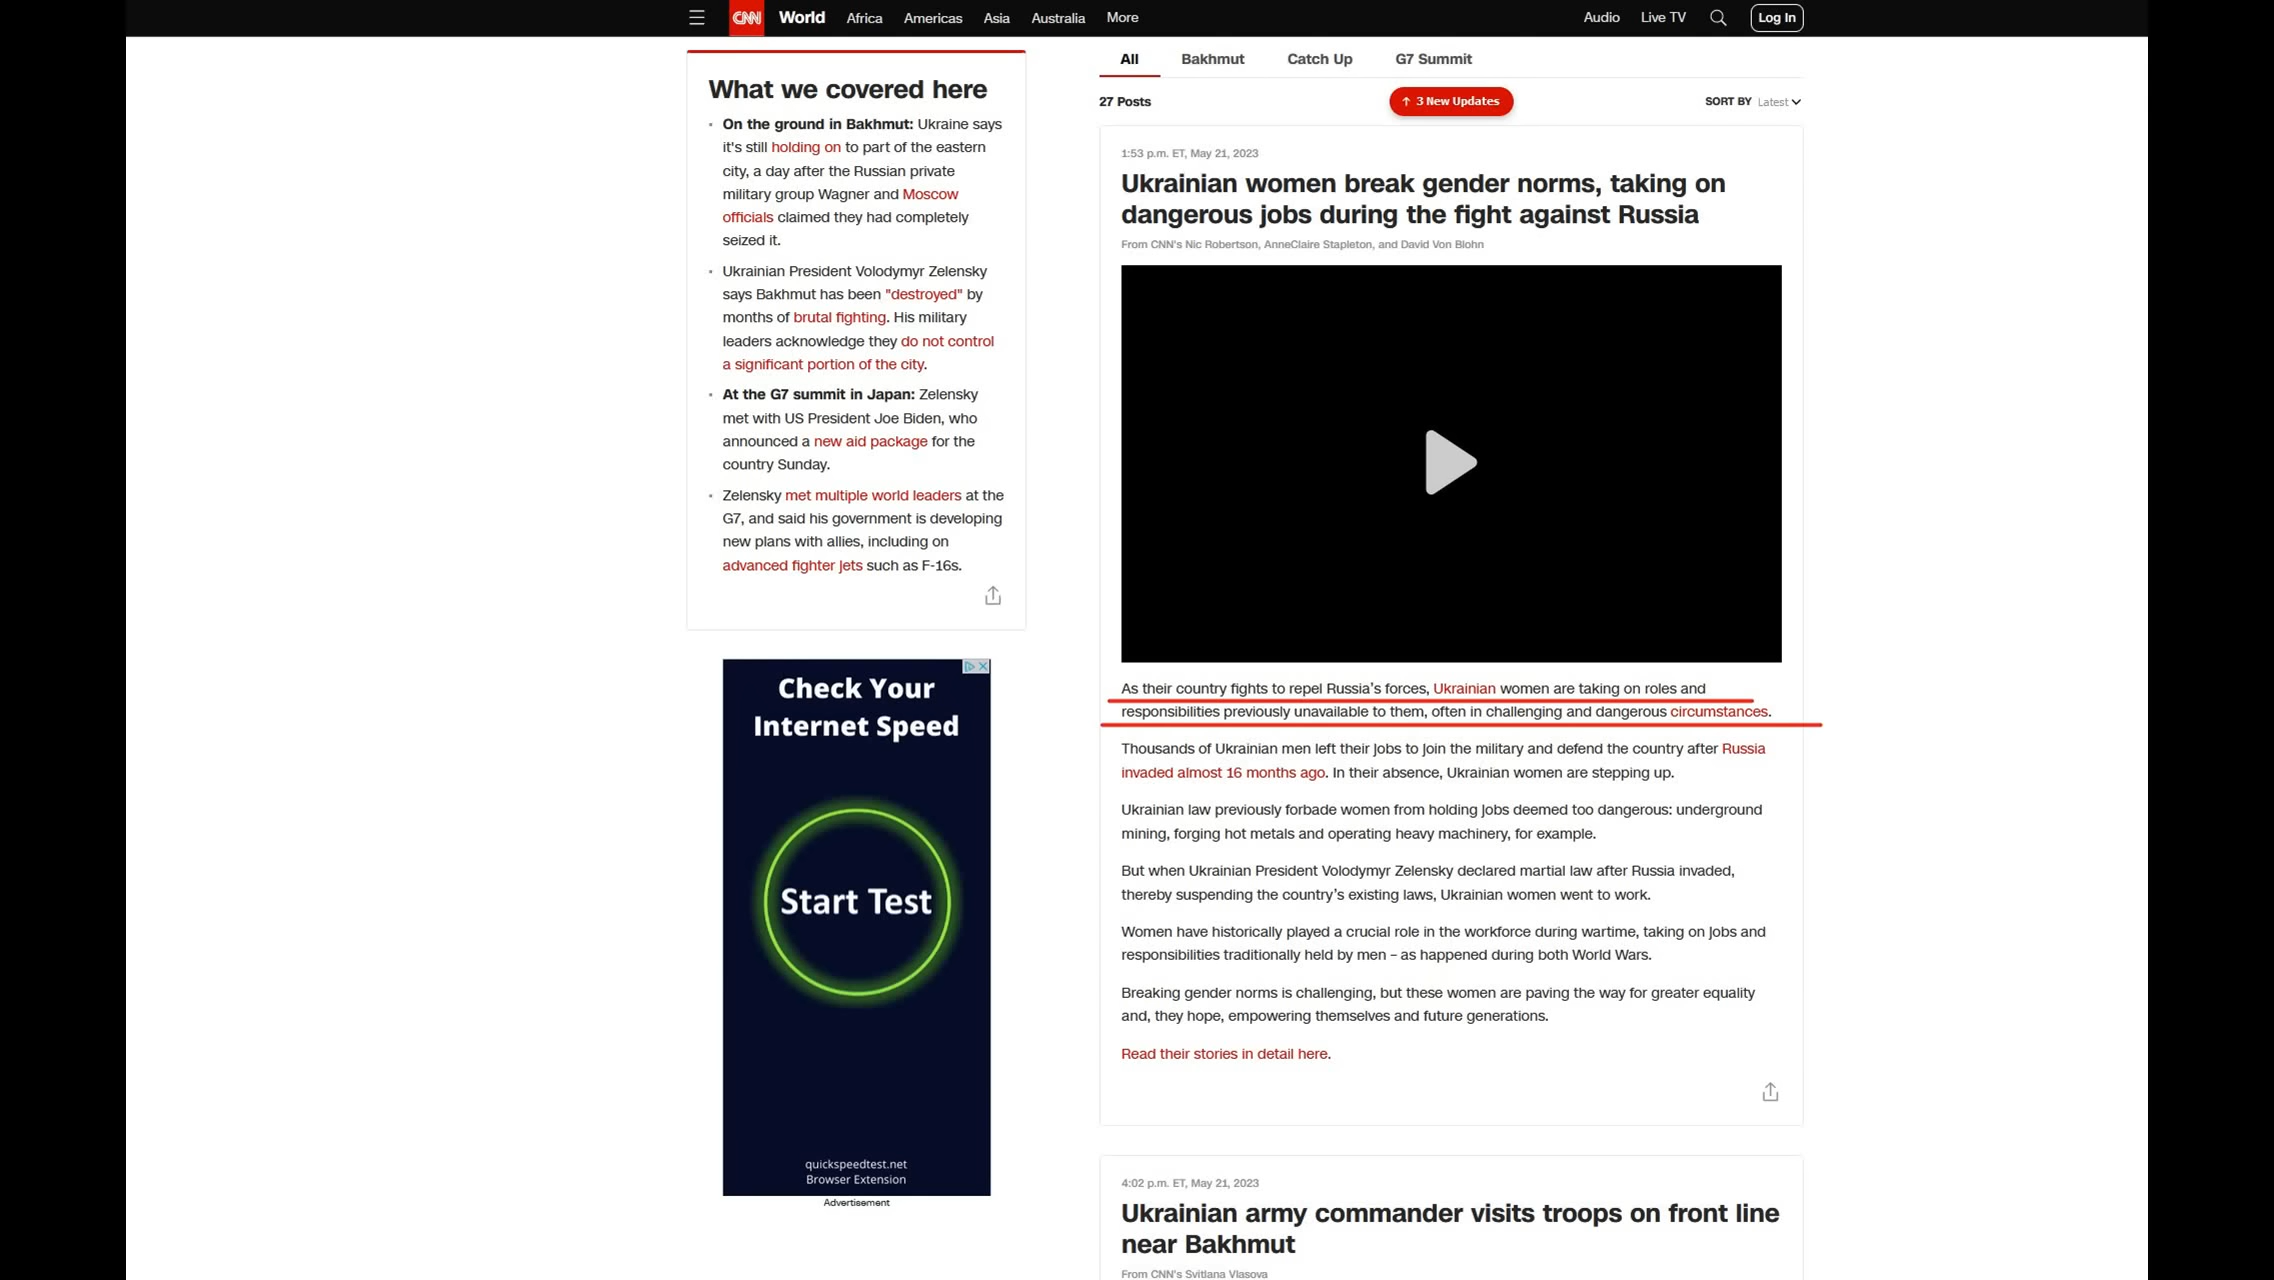 CNN World Africa Americas Asia Australia More Audio Live TV Log In
What we covered here
On the ground in Bakhmut: Ukraine says
it's still holding on to part of the eastern
city, a day after the Russian private
military group Wagner and Moscow
officials claimed they had completely
seized it.
Ukrainian President Volodymyr Zelensky
says Bakhmut has been "destroyed" by
months of brutal fighting. His military
leaders acknowledge they do not control
a significant portion of the city.
At the G7 summit in Japan: Zelensky
met with US President Joe Biden, who
announced a new aid package for the
country Sunday.
Zelensky met multiple world leaders at the
G7, and said his government is developing
new plans with allies, including on
advanced fighter jets such as F-16s.
Check Your
Internet Speed
Start Test
quickspeedtest.net
Browser Extension
Advertisement
All Bakhmut Catch Up G7 Summit
27 Posts ↑ 3 New Updates SORT BY Latest
1:53 p.m. ET, May 21, 2023
Ukrainian women break gender norms, taking on
dangerous jobs during the fight against Russia
From CNN's Nic Robertson, AnneClaire Stapleton, and David Von Blohn
As their country fights to repel Russia's forces, Ukrainian women are taking on roles and
responsibilities previously unavailable to them, often in challenging and dangerous circumstances.
Thousands of Ukrainian men left their jobs to join the military and defend the country after Russia
invaded almost 16 months ago. In their absence, Ukrainian women are stepping up.
Ukrainian law previously forbade women from holding jobs deemed too dangerous: underground
mining, forging hot metals and operating heavy machinery, for example.
But when Ukrainian President Volodymyr Zelensky declared martial law after Russia invaded,
thereby suspending the country's existing laws, Ukrainian women went to work.
Women have historically played a crucial role in the workforce during wartime, taking on jobs and
responsibilities traditionally held by men – as happened during both World Wars.
Breaking gender norms is challenging, but these women are paving the way for greater equality
and, they hope, empowering themselves and future generations.
Read their stories in detail here.
4:02 p.m. ET, May 21, 2023
Ukrainian army commander visits troops on front line
near Bakhmut
From CNN's Svitlana Vlasova